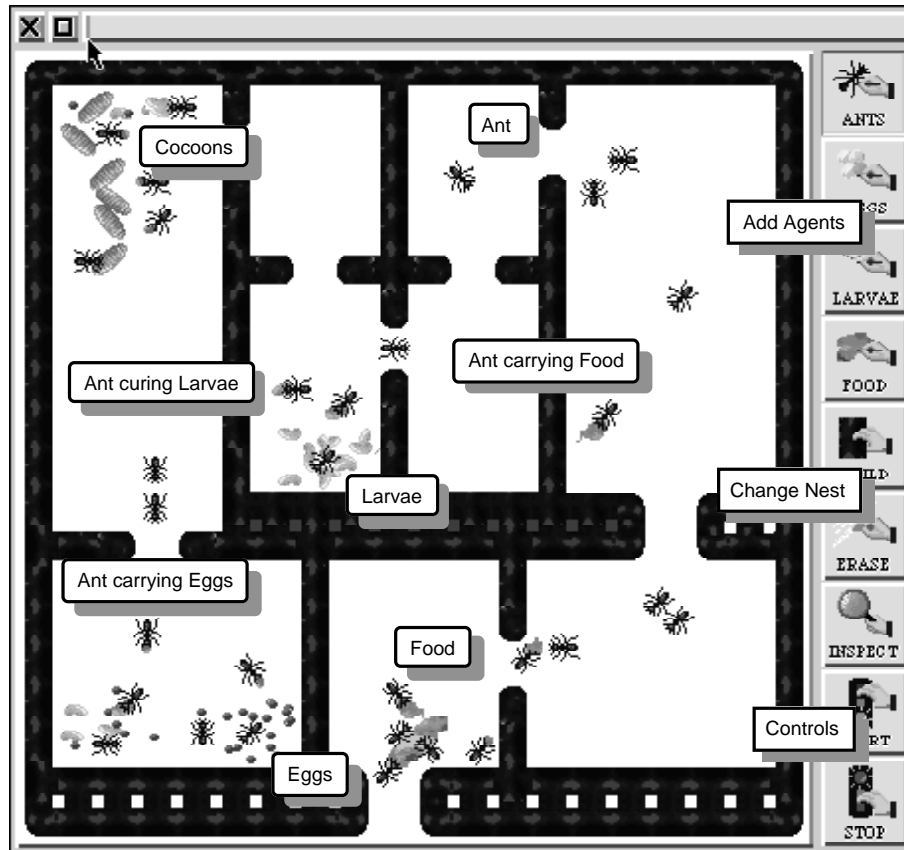 ANTS
Ant
Cocoons
Add Agents
LARVAE
Ant carrying Food
Ant curing Larvae
FOOD
Larvae
Change Nest
ERASE
Ant carrying Eggs
Food
INSPECT
Controls
Eggs
STOP